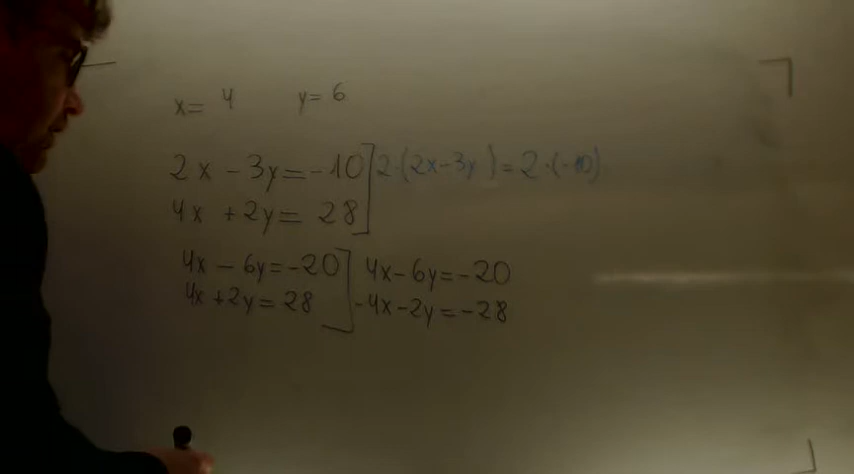 x= 4 y= 6
2x - 3y = -10] 2·(2x-3y) = 2·(-10)
4x + 2y = 28
4x - 6y = -20] 4x - 6y = -20
4x + 2y = 28 -4x - 2y = -28